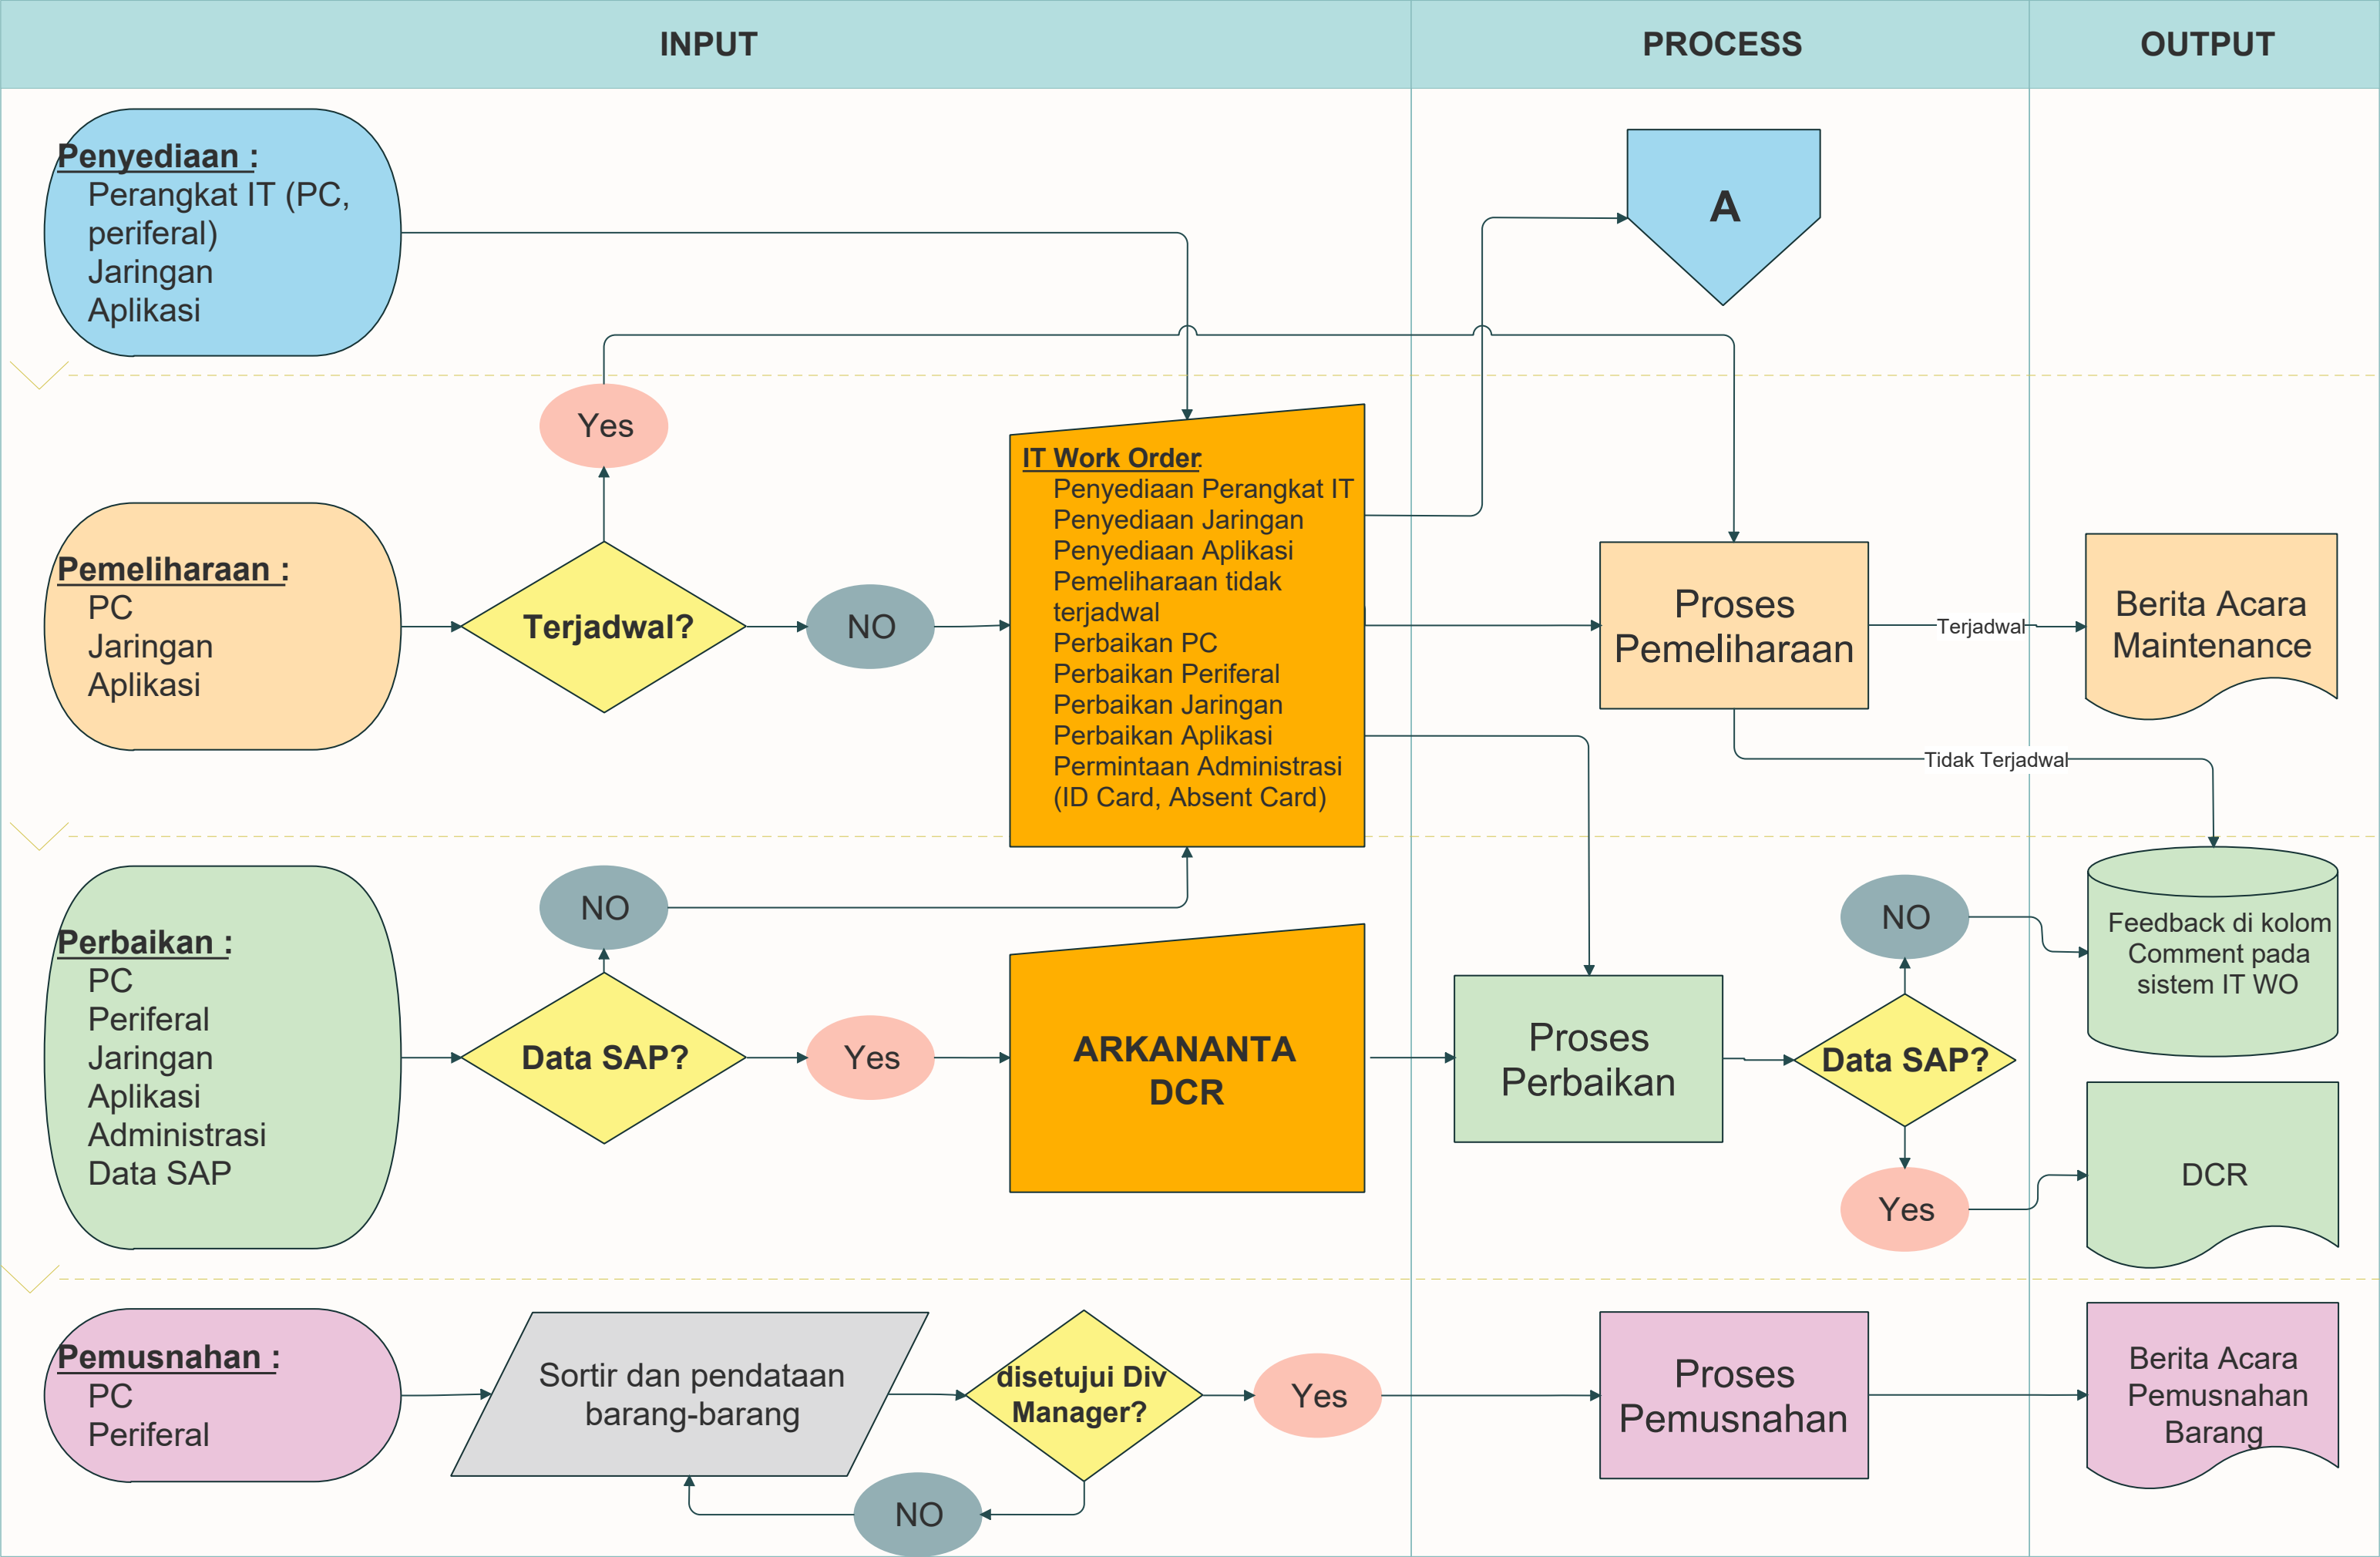 INPUT
PROCESS
OUTPUT
Penyediaan :
Perangkat IT (PC,
periferal)
Jaringan
Aplikasi
A
Yes
Pemeliharaan :
PC
Jaringan
Aplikasi
Terjadwal?
NO
IT Work Order:
Penyediaan Perangkat IT
Penyediaan Jaringan
Penyediaan Aplikasi
Pemeliharaan tidak
terjadwal
Perbaikan PC
Perbaikan Periferal
Perbaikan Jaringan
Perbaikan Aplikasi
Permintaan Administrasi
(ID Card, Absent Card)
Proses
Pemeliharaan
Terjadwal
Berita Acara
Maintenance
Tidak Terjadwal
Perbaikan :
PC
Periferal
Jaringan
Aplikasi
Administrasi
Data SAP
NO
Data SAP?
Yes
ARKANANTA
DCR
Proses
Perbaikan
NO
Data SAP?
Yes
Feedback di kolom
Comment pada
sistem IT WO
DCR
Pemusnahan :
PC
Periferal
Sortir dan pendataan
barang-barang
disetujui Div
Manager?
Yes
NO
Proses
Pemusnahan
Berita Acara
Pemusnahan
Barang